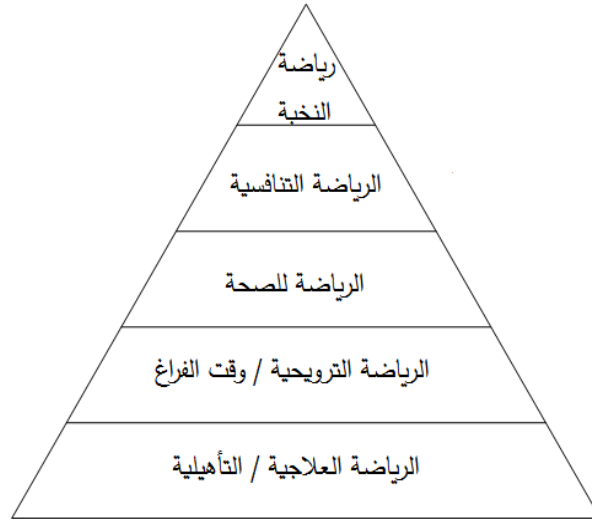 رياضة
النخبة
الرياضة التنافسية
الرياضة للصحة
الرياضة الترويحية / وقت الفراغ
الرياضة العلاجية / التأهيلية